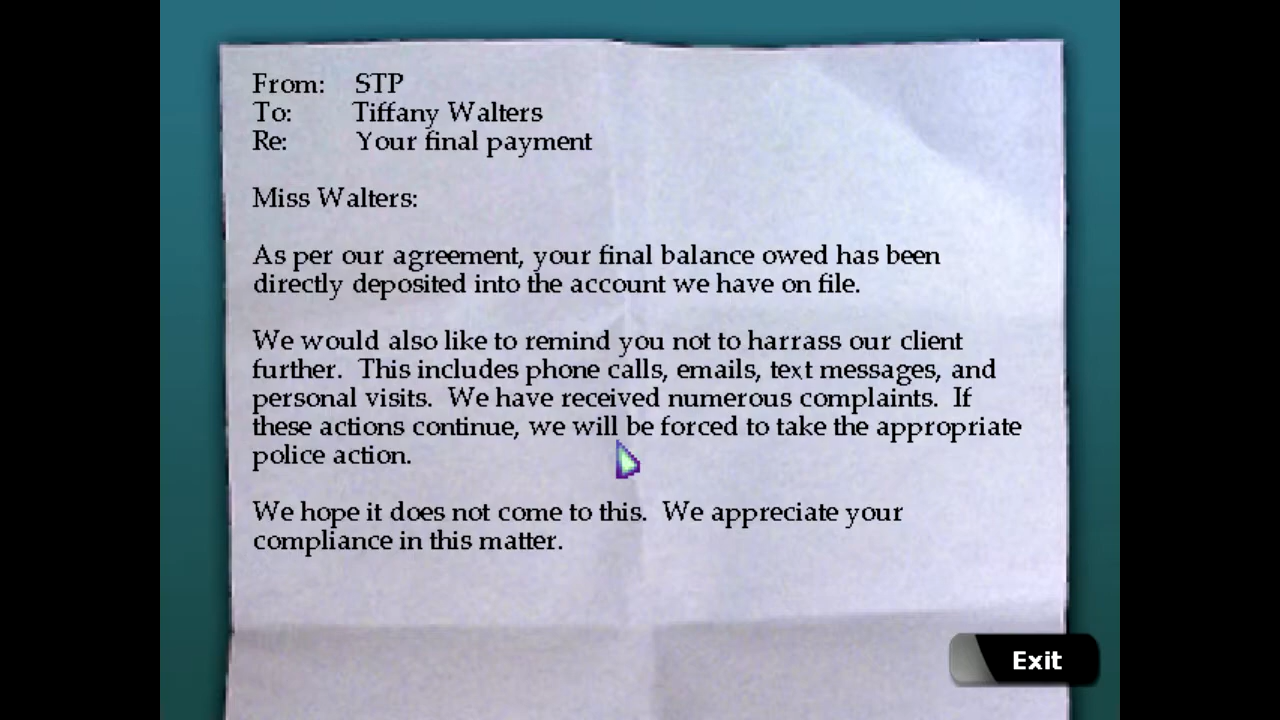 From: STP
To: Tiffany Walters
Re: Your final payment
Miss Walters:
As per our agreement, your final balance owed has been
directly deposited into the account we have on file.
We would also like to remind you not to harrass our client
further. This includes phone calls, emails, text messages, and
personal visits. We have received numerous complaints. If
these actions continue, we will be forced to take the appropriate
police action.
We hope it does not come to this. We appreciate your
compliance in this matter.
Exit